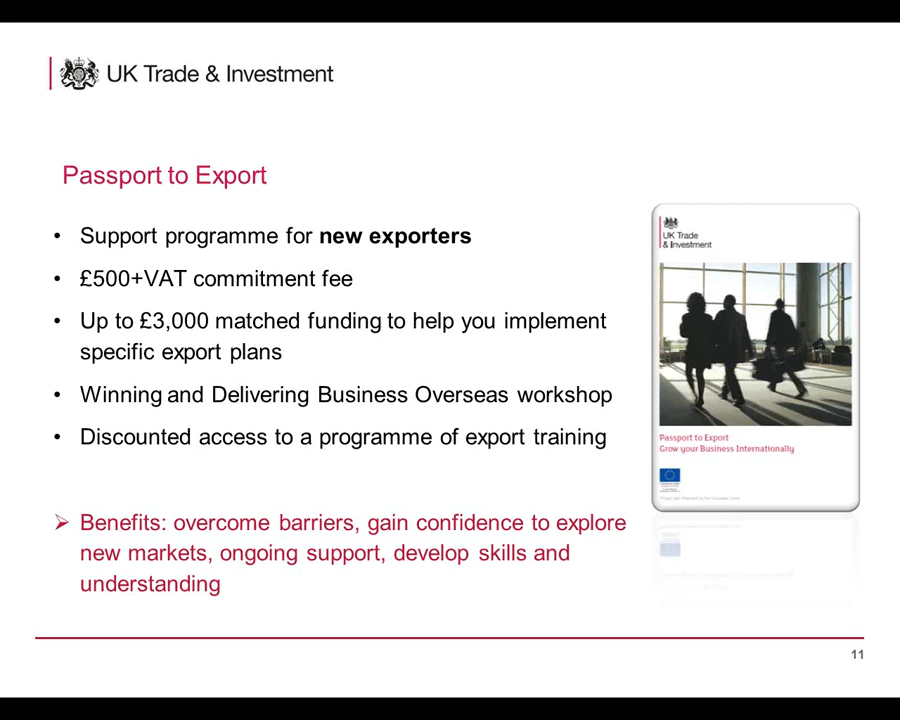 UK Trade & Investment
Passport to Export
• Support programme for new exporters
• £500+VAT commitment fee
• Up to £3,000 matched funding to help you implement
specific export plans
• Winning and Delivering Business Overseas workshop
• Discounted access to a programme of export training
➢ Benefits: overcome barriers, gain confidence to explore
new markets, ongoing support, develop skills and
understanding
UK Trade
& Investment
Passport to Export
Grow your Business Internationally
11